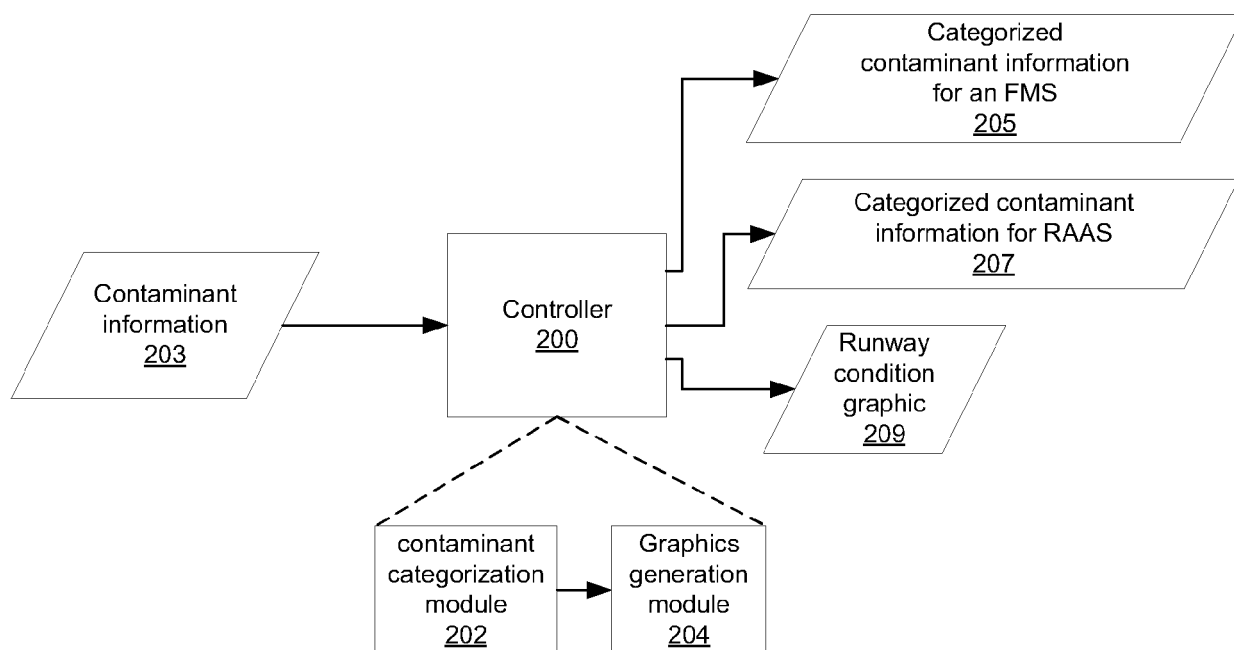 Categorized
contaminant information
for an FMS
205
Categorized contaminant
information for RAAS
207
Contaminant
information
203
Controller
200
Runway
condition
graphic
209
contaminant
categorization
module
202
Graphics
generation
module
204